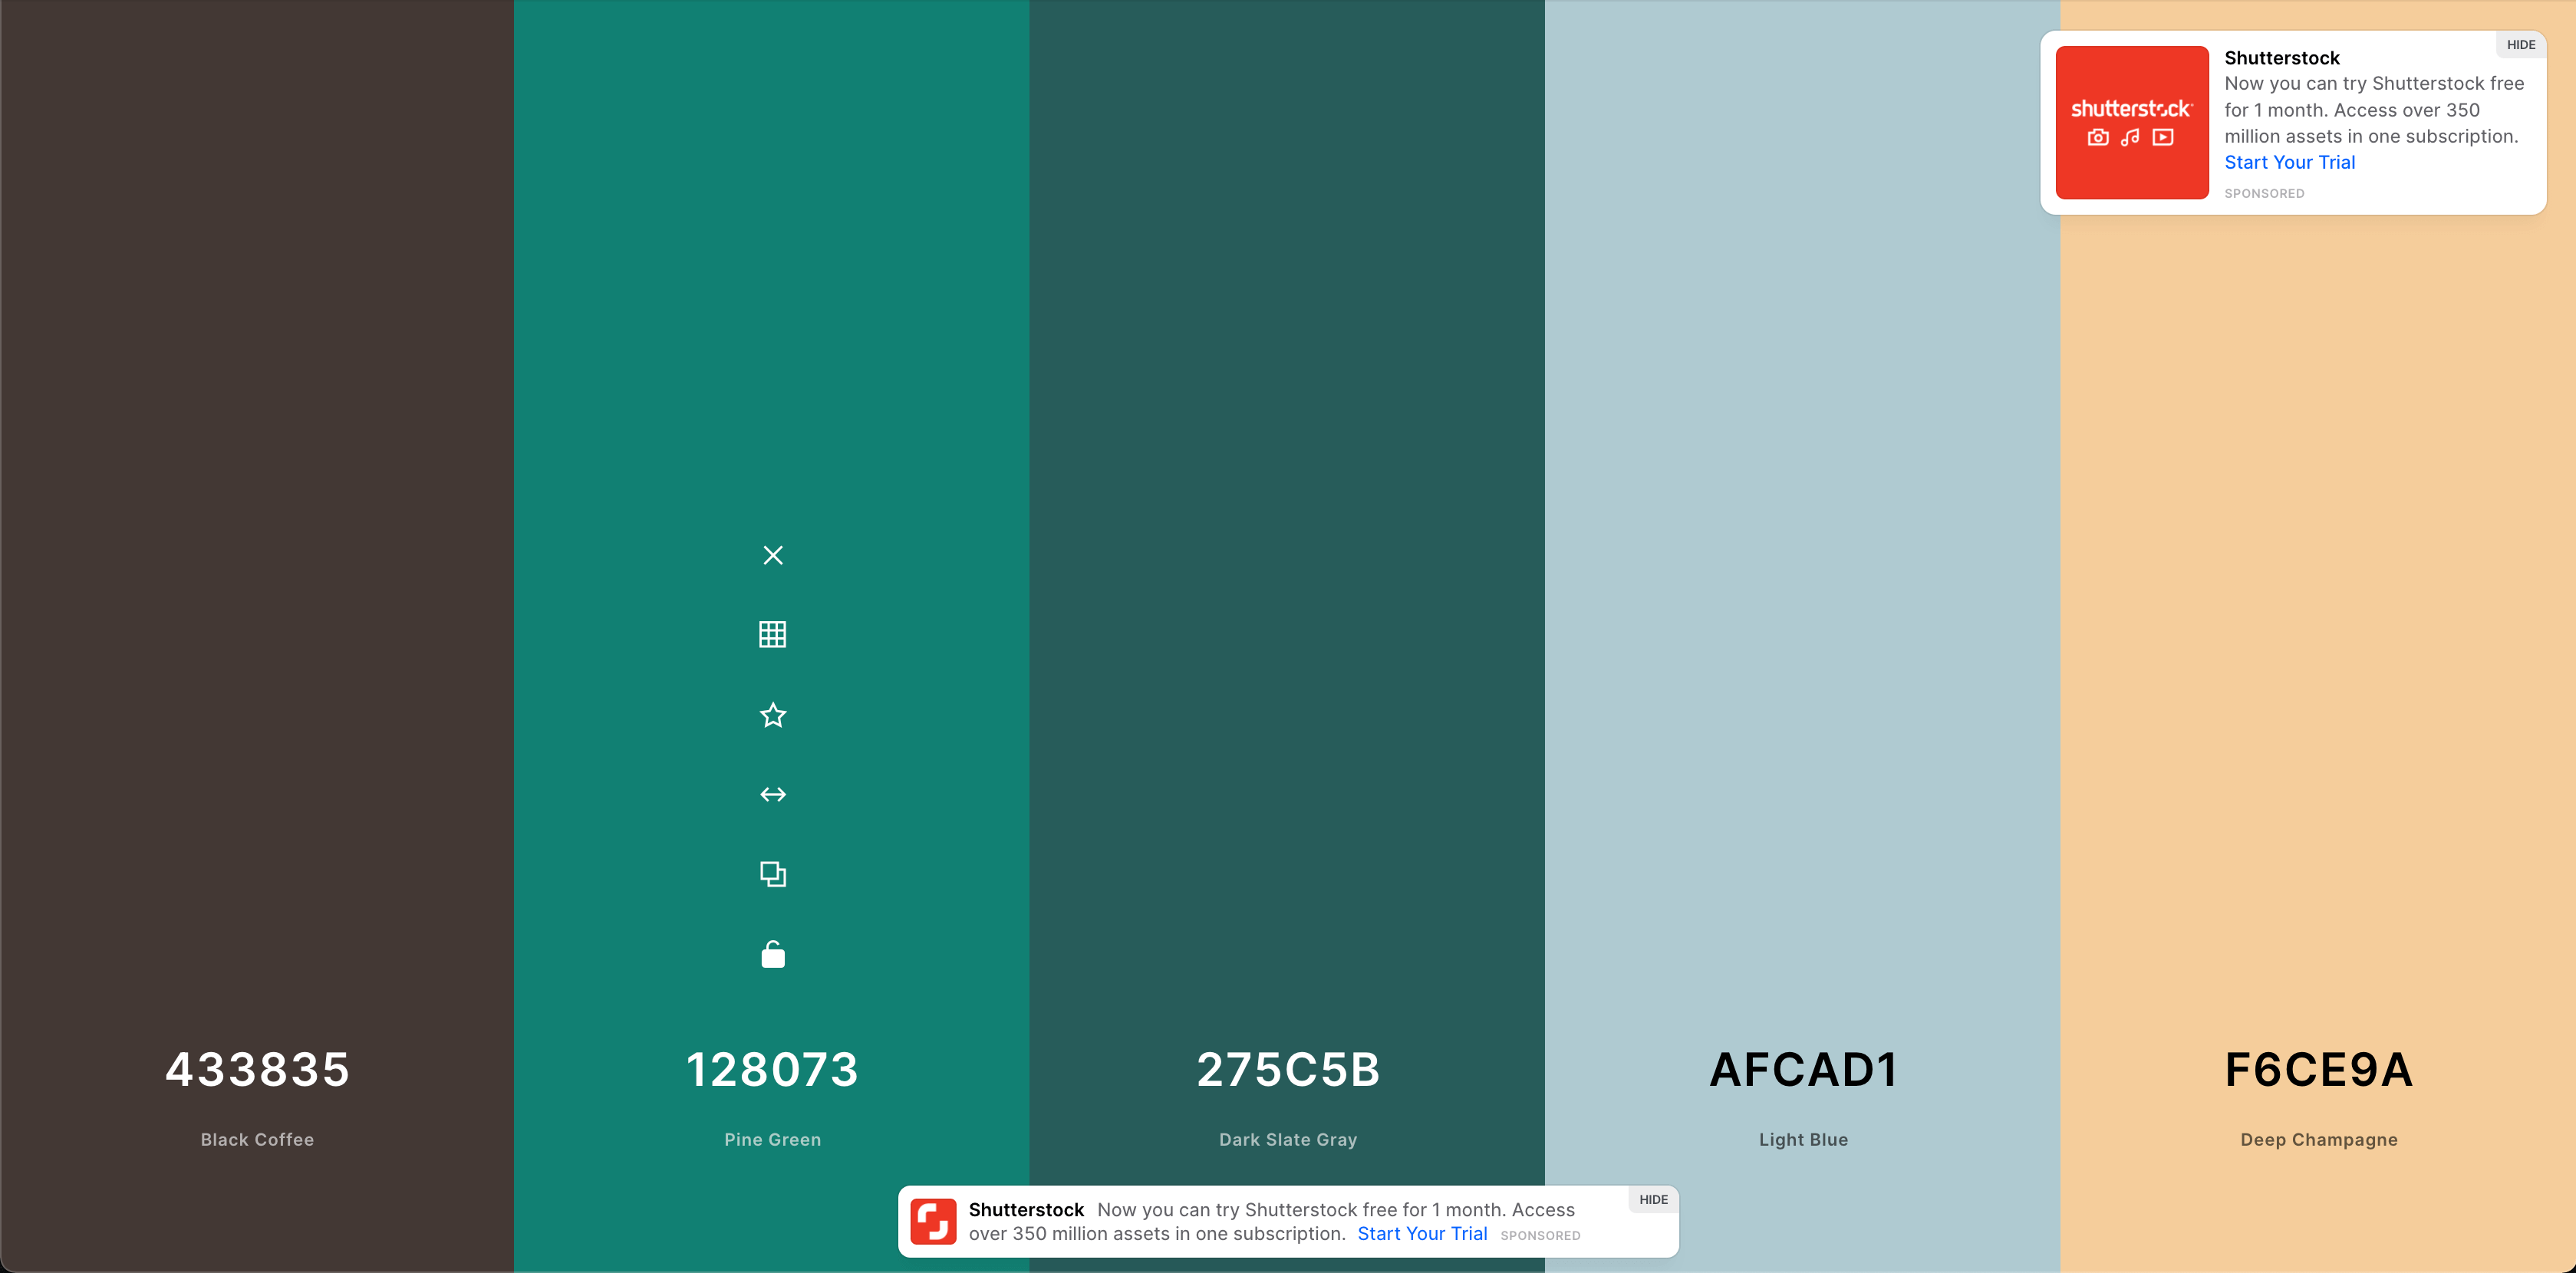 HIDE
Shutterstock
Now you can try Shutterstock free
for 1 month. Access over 350
million assets in one subscription.
Start Your Trial
SPONSORED
shutterstock
433835
128073
275C5B
AFCAD1
F6CE9A
Black Coffee
Pine Green
Dark Slate Gray
Light Blue
Deep Champagne
HIDE
Shutterstock Now you can try Shutterstock free for 1 month. Access
over 350 million assets in one subscription. Start Your Trial SPONSORED